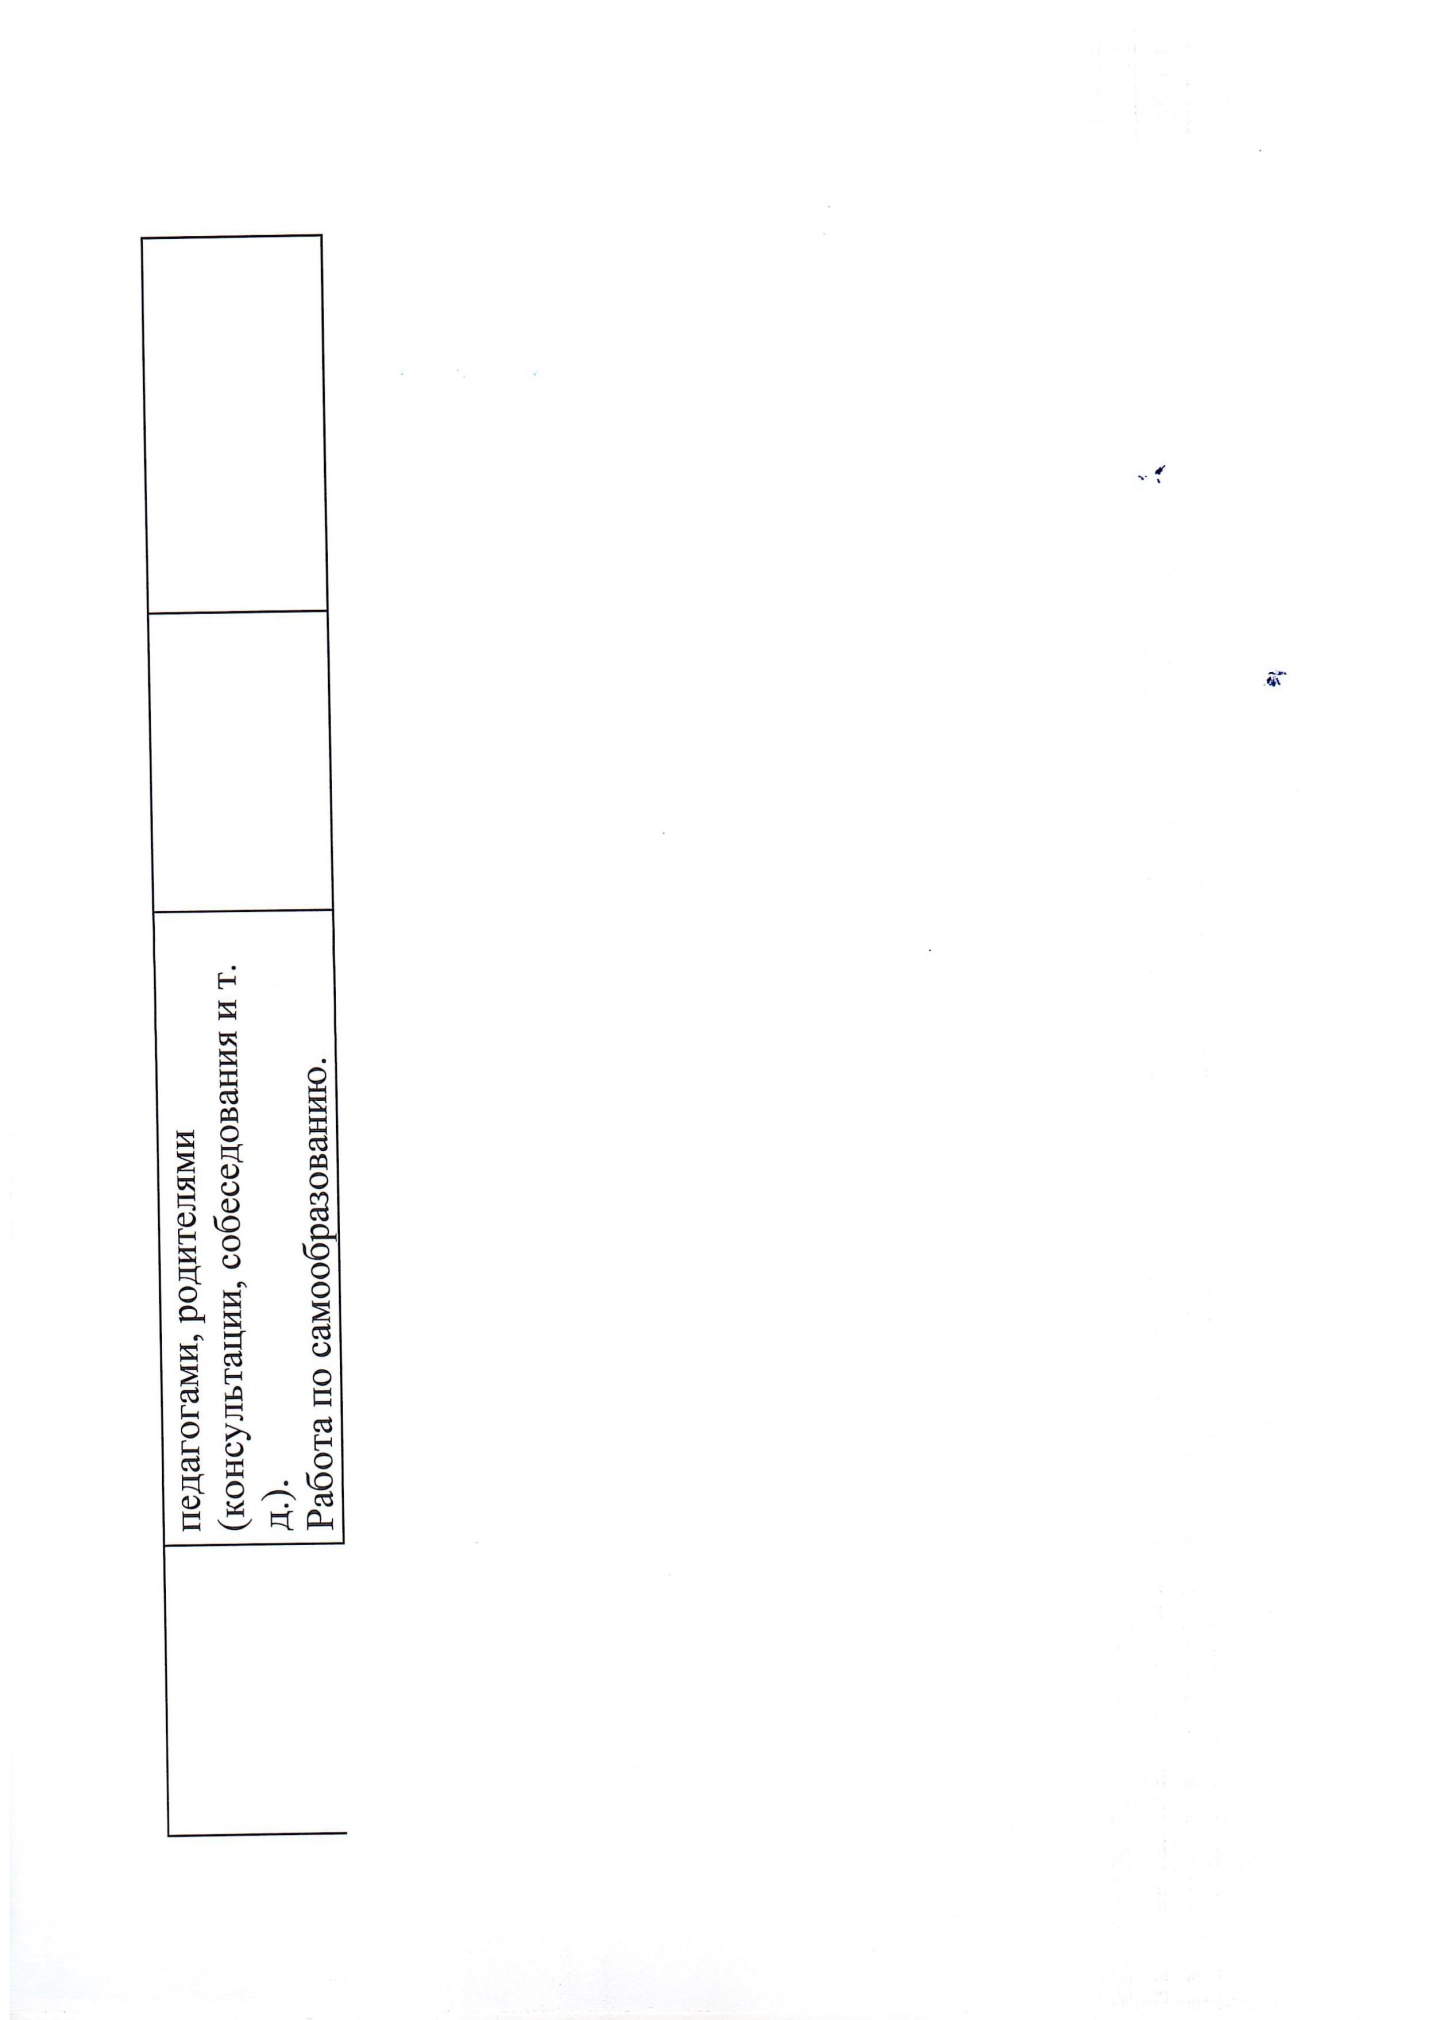 педагогами, родителями
(консультации, собеседования и т.
д.).
Работа по самообразованию.